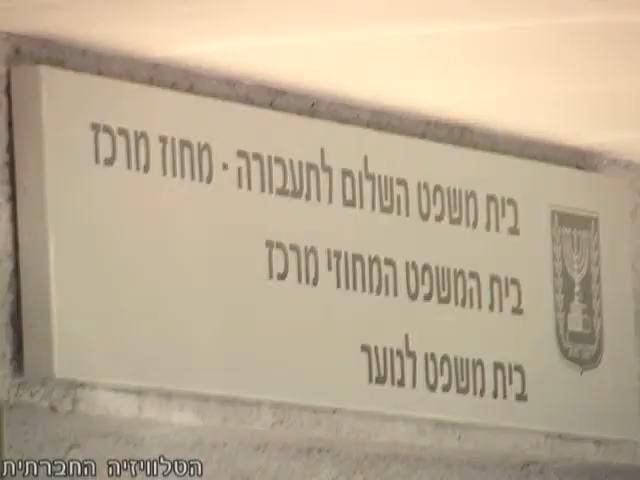 בית משפט השלום לתעבורה - מחוז מרכז
בית המשפט המחוזי מרכז
בית משפט לנוער
הטלוויזיה החברתית